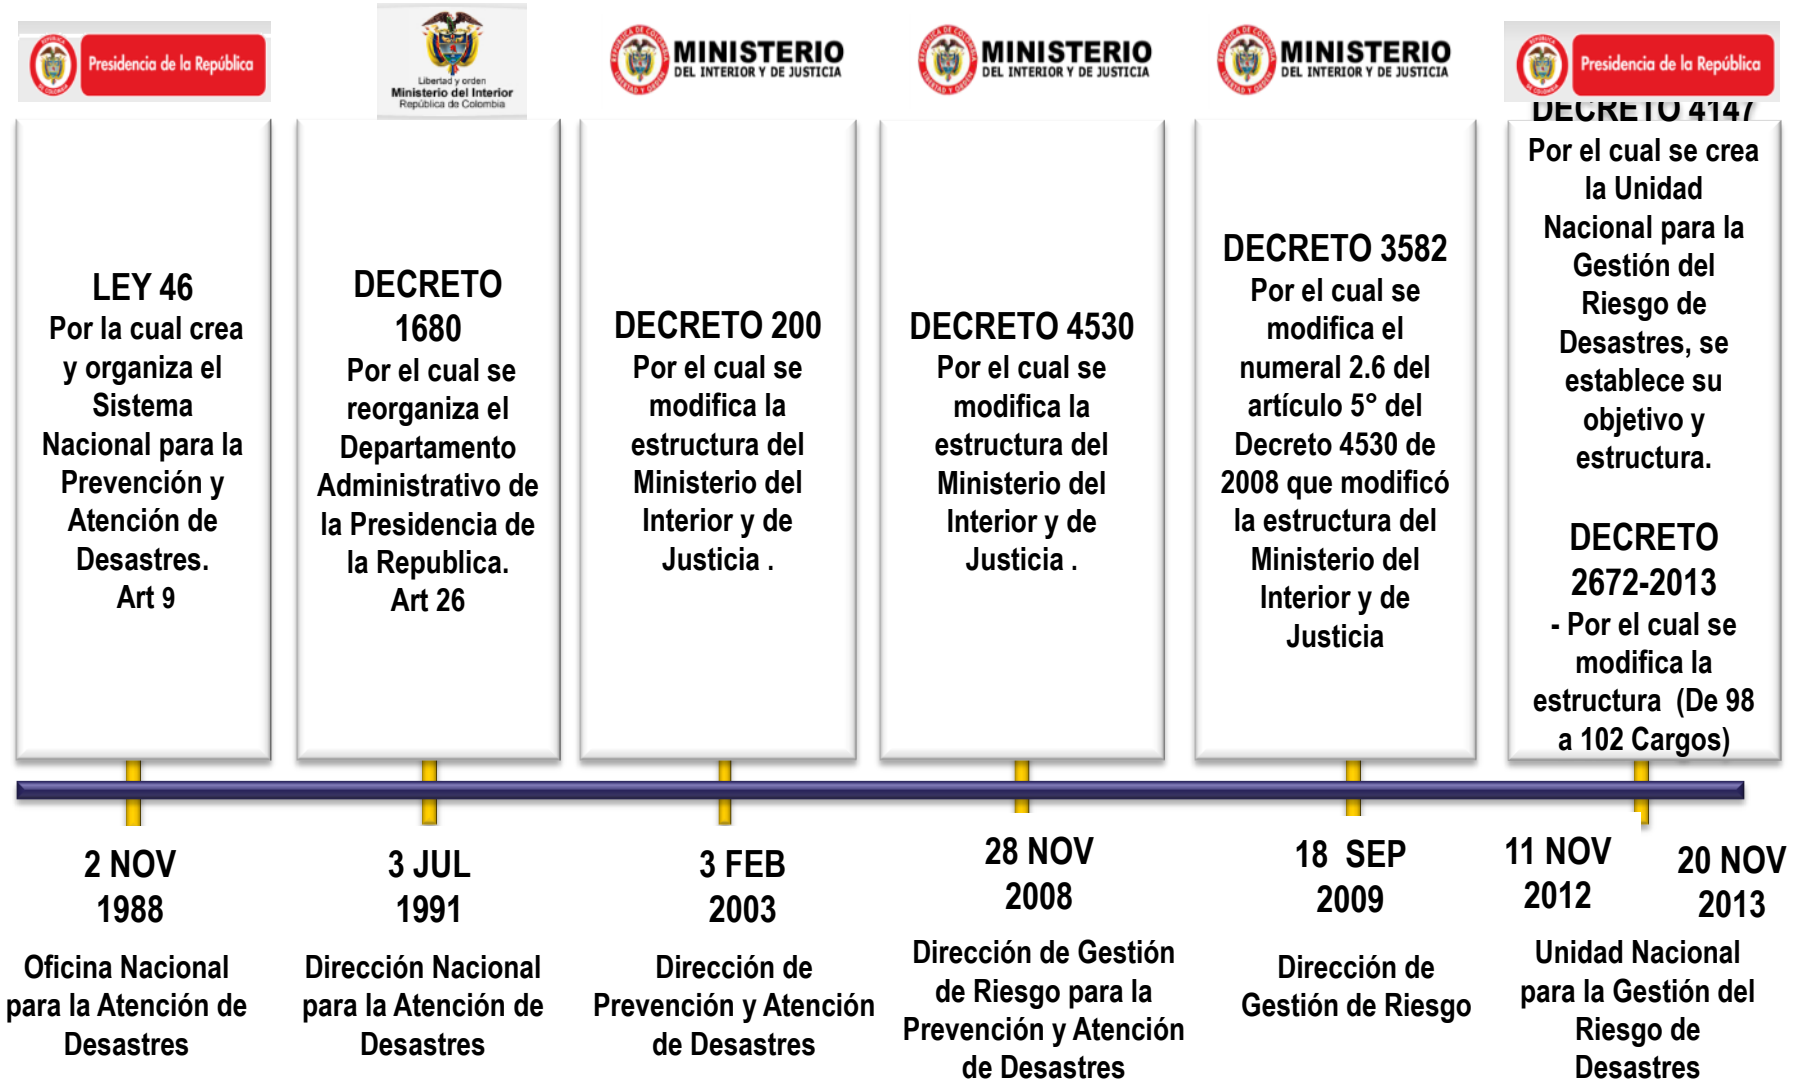 Presidencia de la República
Libertad y orden
Ministerio del Interior
República de Colombia
MINISTERIO
DEL INTERIOR Y DE JUSTICIA
MINISTERIO
DEL INTERIOR Y DE JUSTICIA
MINISTERIO
DEL INTERIOR Y DE JUSTICIA
Presidencia de la República
LEY 46
Por la cual crea
y organiza el
Sistema
Nacional para la
Prevención y
Atención de
Desastres.
Art 9
DECRETO
1680
Por el cual se
reorganiza el
Departamento
Administrativo de
la Presidencia de
la Republica.
Art 26
DECRETO 200
Por el cual se
modifica la
estructura del
Ministerio del
Interior y de
Justicia .
DECRETO 4530
Por el cual se
modifica la
estructura del
Ministerio del
Interior y de
Justicia .
DECRETO 3582
Por el cual se
modifica el
numeral 2.6 del
artículo 5° del
Decreto 4530 de
2008 que modificó
la estructura del
Ministerio del
Interior y de
Justicia
DECRETO 4147
Por el cual se crea
la Unidad
Nacional para la
Gestión del
Riesgo de
Desastres, se
establece su
objetivo y
estructura.
DECRETO
2672-2013
- Por el cual se
modifica la
estructura (De 98
a 102 Cargos)
2 NOV
1988
3 JUL
1991
3 FEB
2003
28 NOV
2008
18 SEP
2009
11 NOV
2012
20 NOV
2013
Oficina Nacional
para la Atención de
Desastres
Dirección Nacional
para la Atención de
Desastres
Dirección de
Prevención y Atención
de Desastres
Dirección de Gestión
de Riesgo para la
Prevención y Atención
de Desastres
Dirección de
Gestión de Riesgo
Unidad Nacional
para la Gestión del
Riesgo de
Desastres